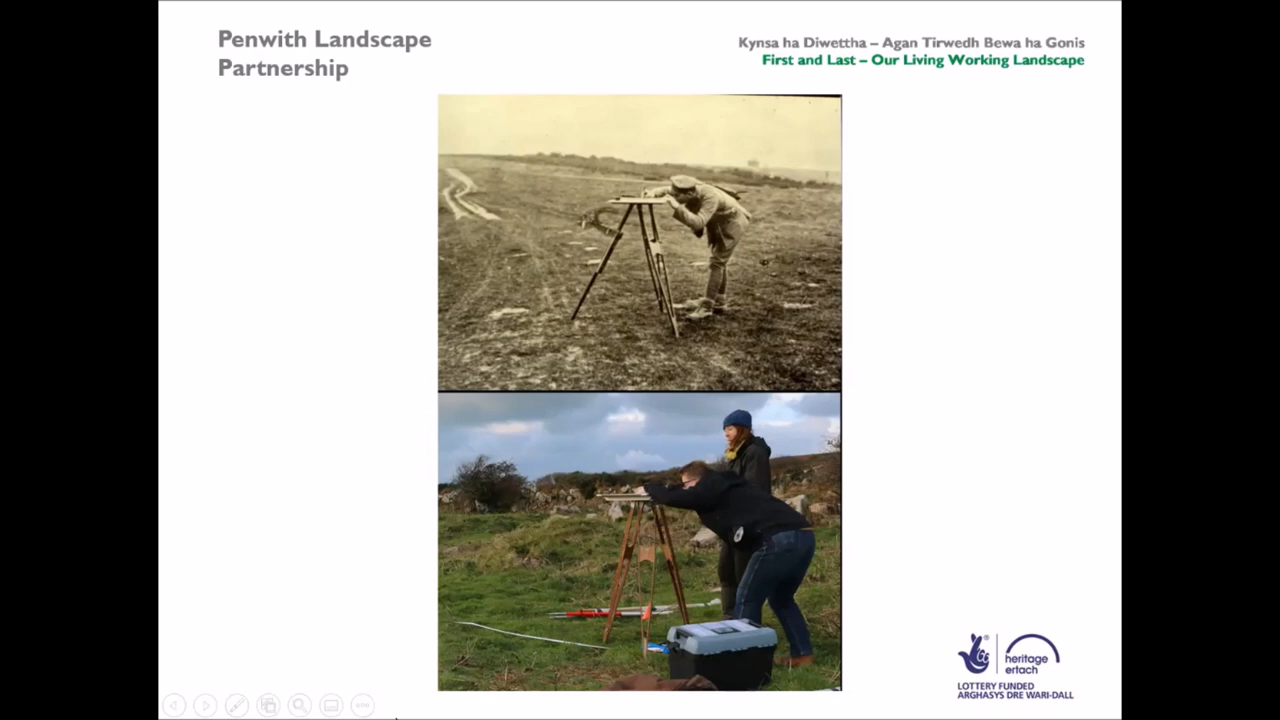 Penwith Landscape
Partnership
Kynsa ha Diwettha – Agan Tirwedh Bewa ha Gonis
First and Last – Our Living Working Landscape
heritage
ertach
LOTTERY FUNDED
ARGHASYS DRE WARI-DALL